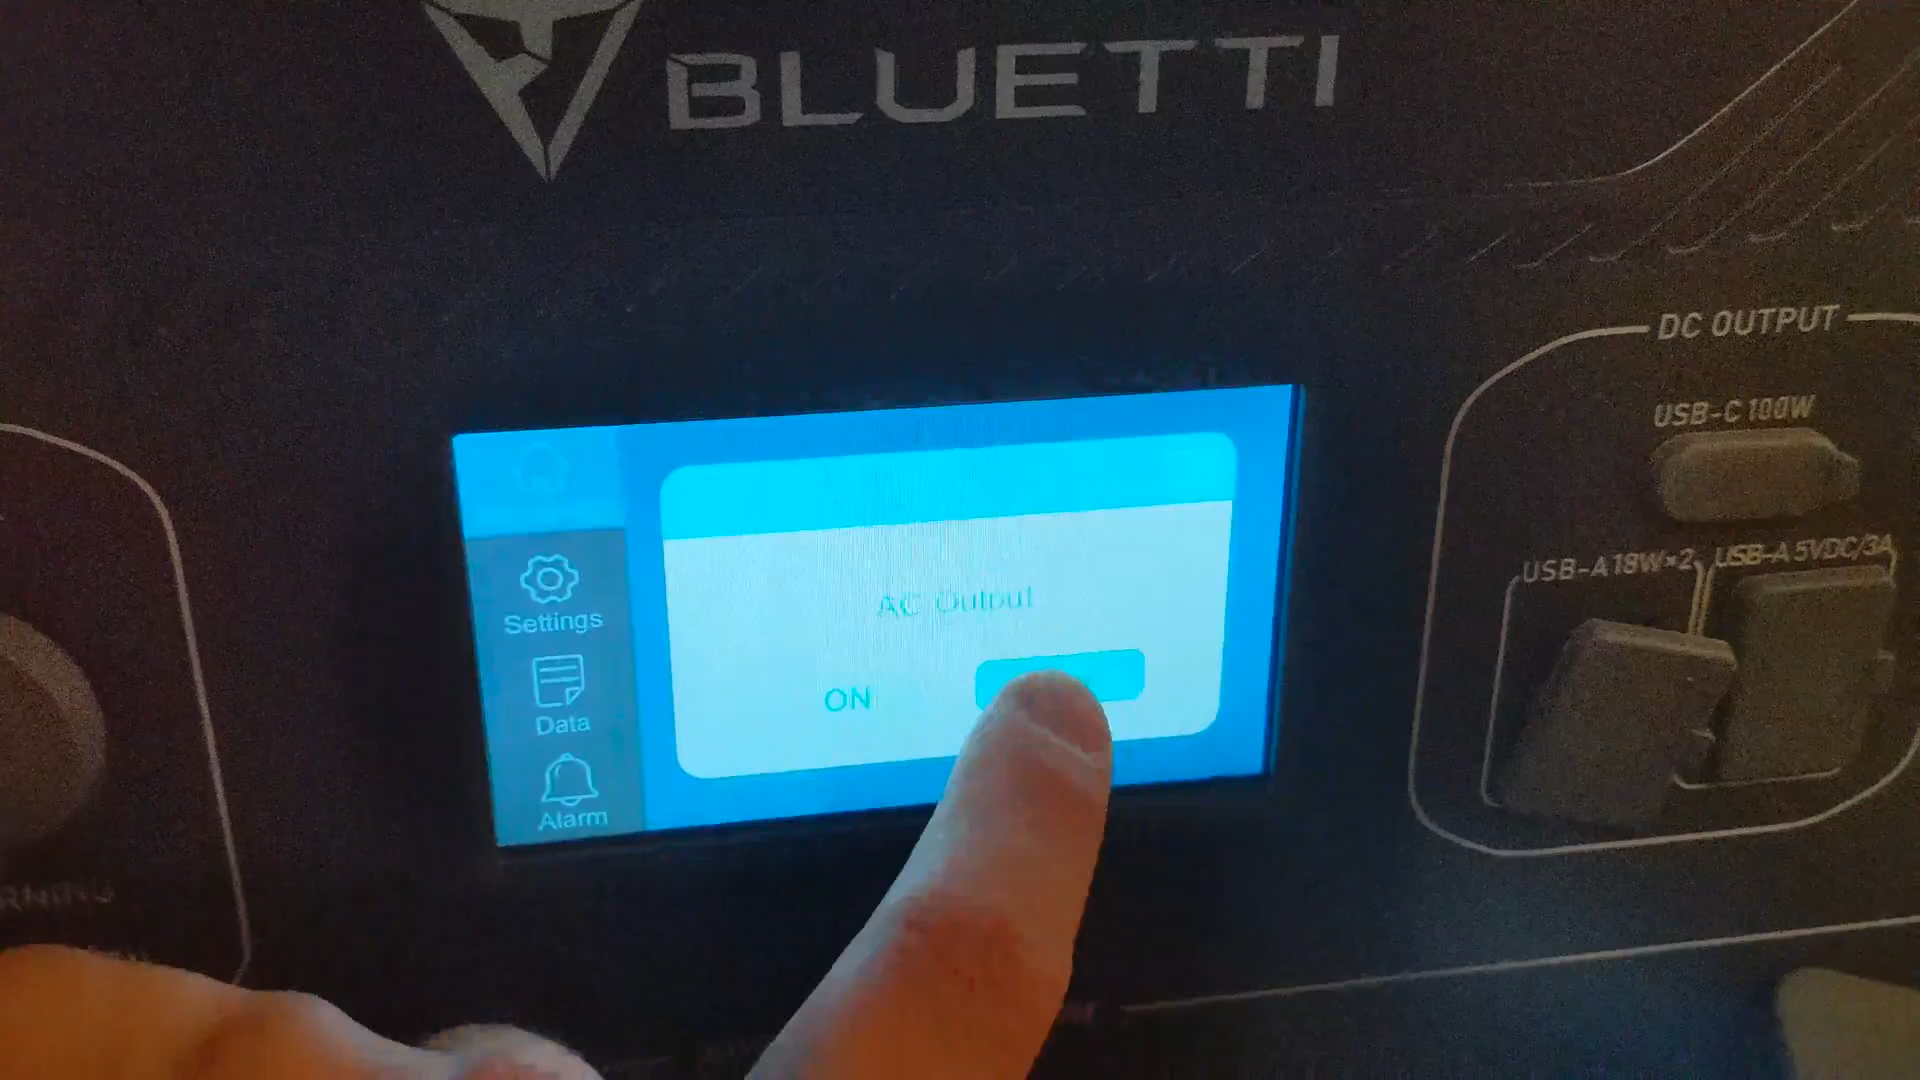 BLUETTI
DC OUTPUT
USB-C 100W
USB-A 18W×2
USB-A 5VDC/3A
Settings
Data
Alarm
AC Output
ON